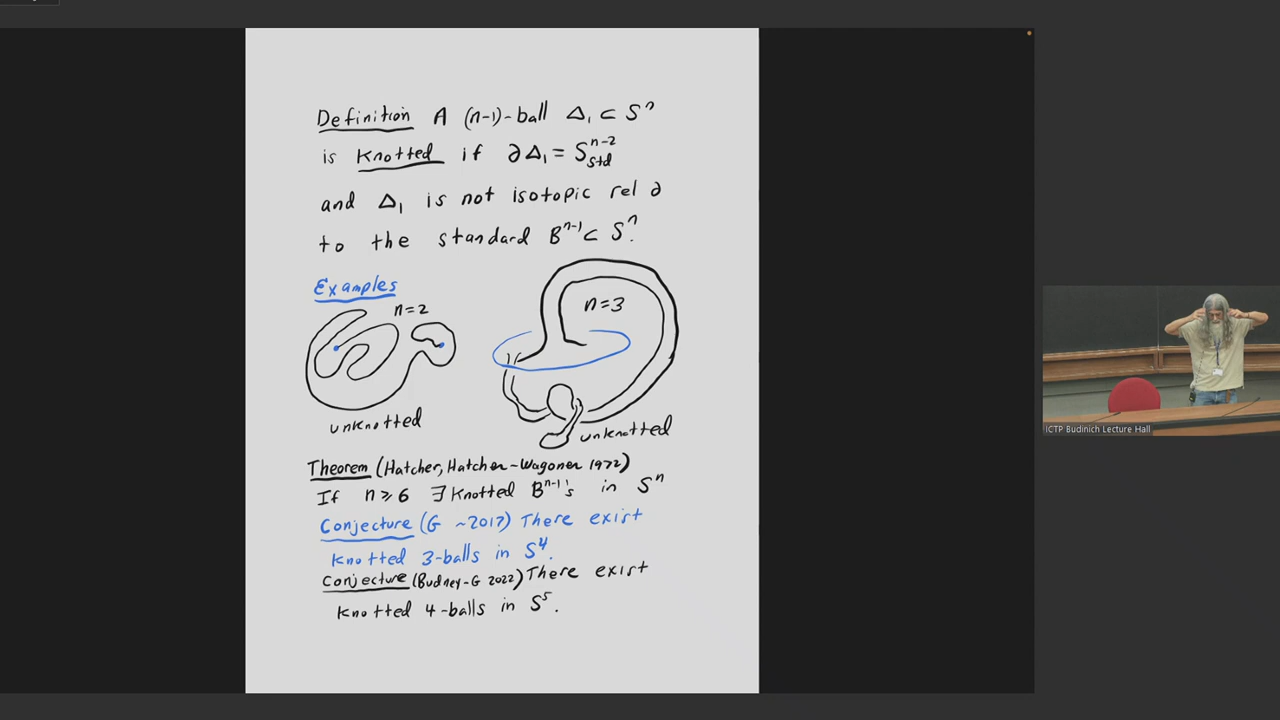 Definition A (n-1)-ball Δ₁ ⊂ Sⁿ
is Knotted if ∂Δ₁ = S^{n-2}_{std}
and Δ₁ is not isotopic rel ∂
to the standard B^{n-1} ⊂ Sⁿ.
Examples
n=2
n=3
unknotted
unknotted
Theorem (Hatcher, Hatcher-Wagoner 1972)
If n ≥ 6 ∃ Knotted B^{n-1}'s in Sⁿ
Conjecture (G ~2017) There exist
Knotted 3-balls in S⁴.
Conjecture (Budney-G 2022) There exist
Knotted 4-balls in S⁵.
ICTP Budinich Lecture Hall